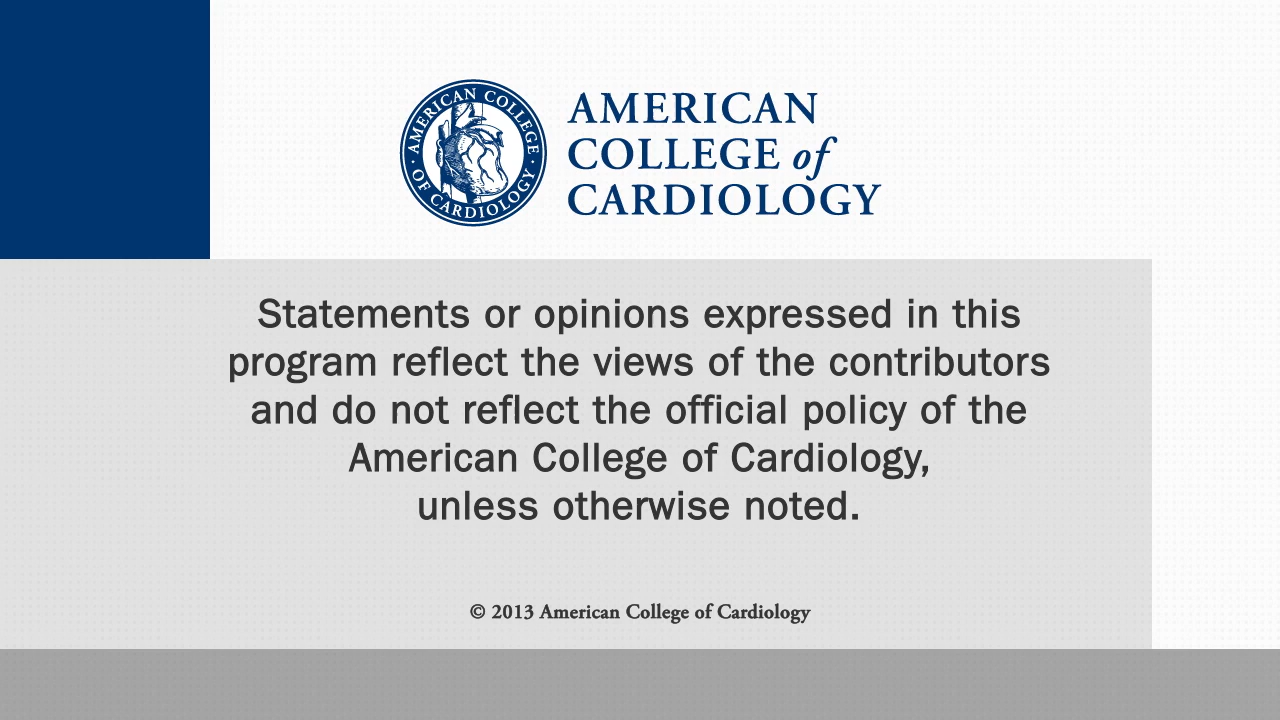 AMERICAN COLLEGE
· OF CARDIOLOGY ·
AMERICAN
COLLEGE of
CARDIOLOGY
Statements or opinions expressed in this
program reflect the views of the contributors
and do not reflect the official policy of the
American College of Cardiology,
unless otherwise noted.
© 2013 American College of Cardiology